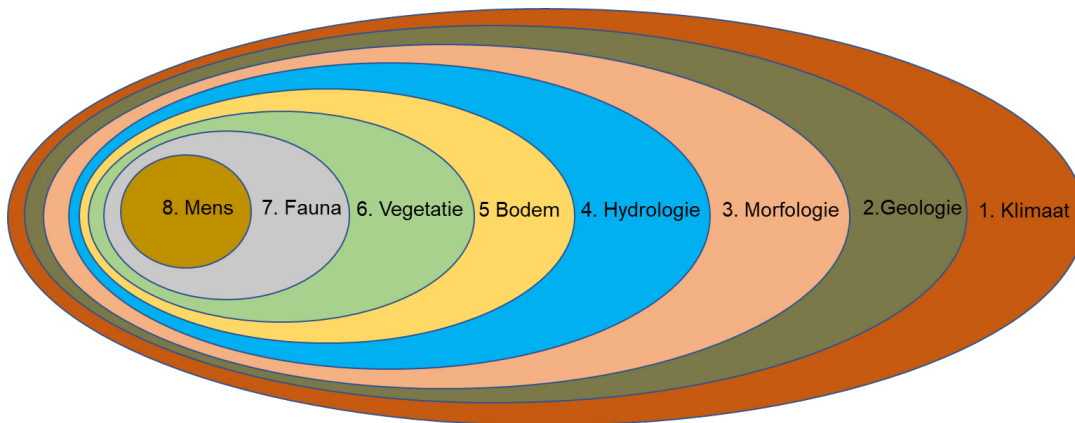 8. Mens
7. Fauna
6. Vegetatie
5 Bodem
4. Hydrologie
3. Morfologie
2.Geologie
1. Klimaat